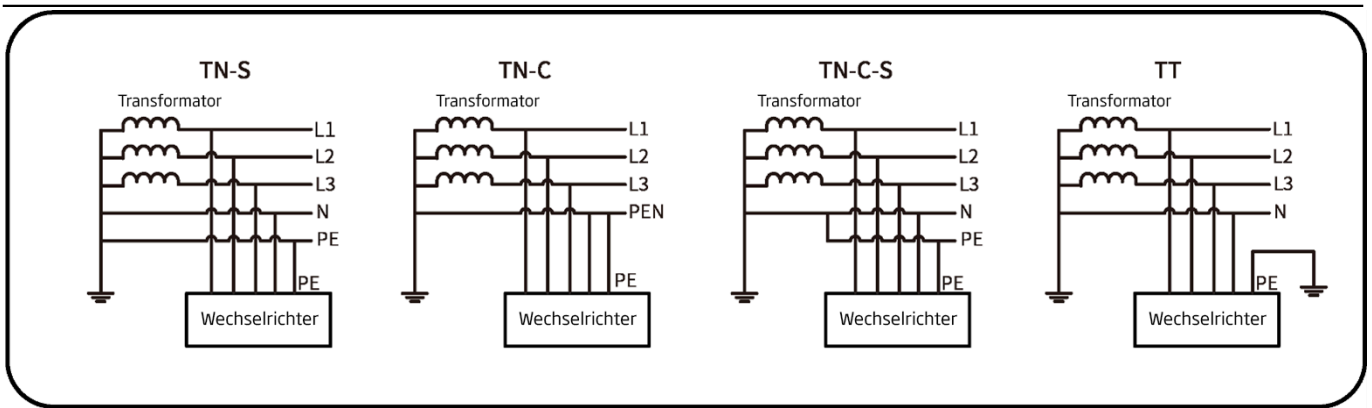 TN-S
Transformator
L1
L2
L3
N
PE
PE
Wechselrichter
TN-C
Transformator
L1
L2
L3
PEN
PE
Wechselrichter
TN-C-S
Transformator
L1
L2
L3
N
PE
PE
Wechselrichter
TT
Transformator
L1
L2
L3
N
PE
Wechselrichter